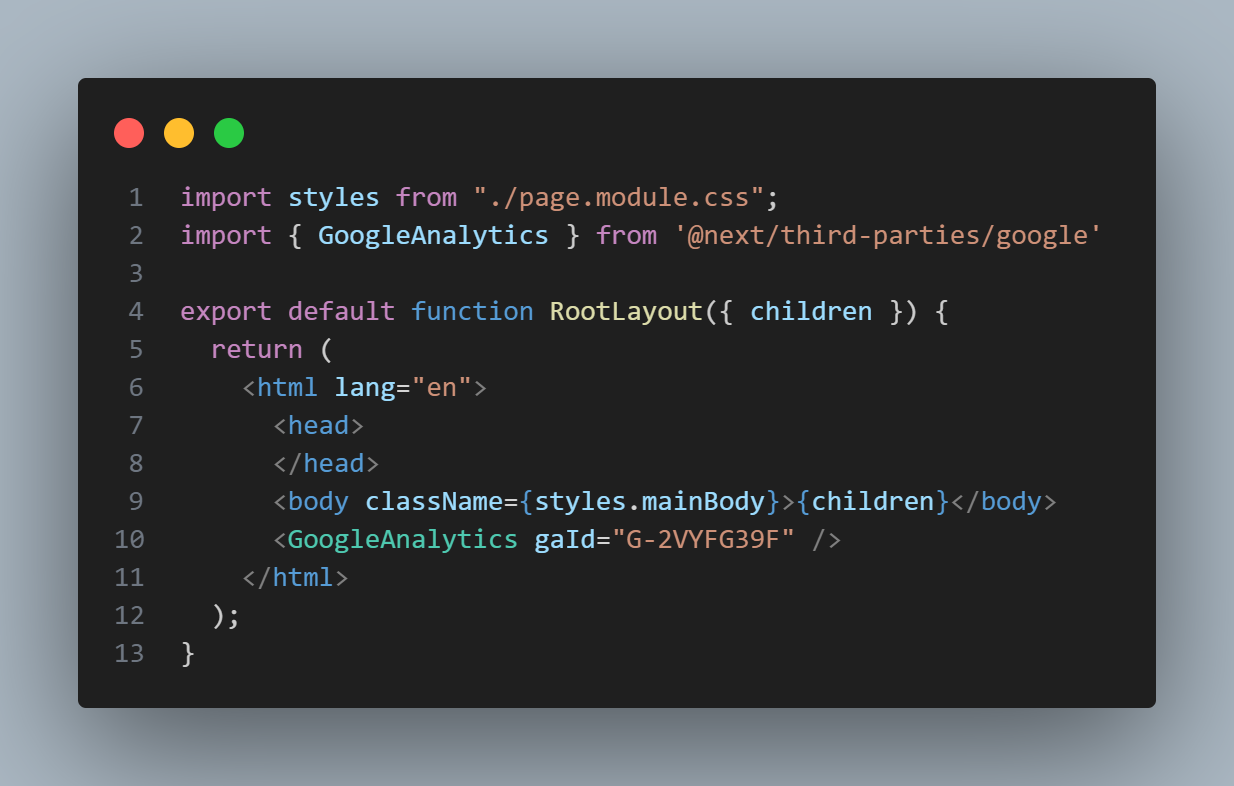 1 import styles from "./page.module.css";
2 import { GoogleAnalytics } from '@next/third-parties/google'
3
4 export default function RootLayout({ children }) {
5   return (
6     <html lang="en">
7       <head>
8       </head>
9       <body className={styles.mainBody}>{children}</body>
10       <GoogleAnalytics gaId="G-2VYFG39F" />
11     </html>
12   );
13 }